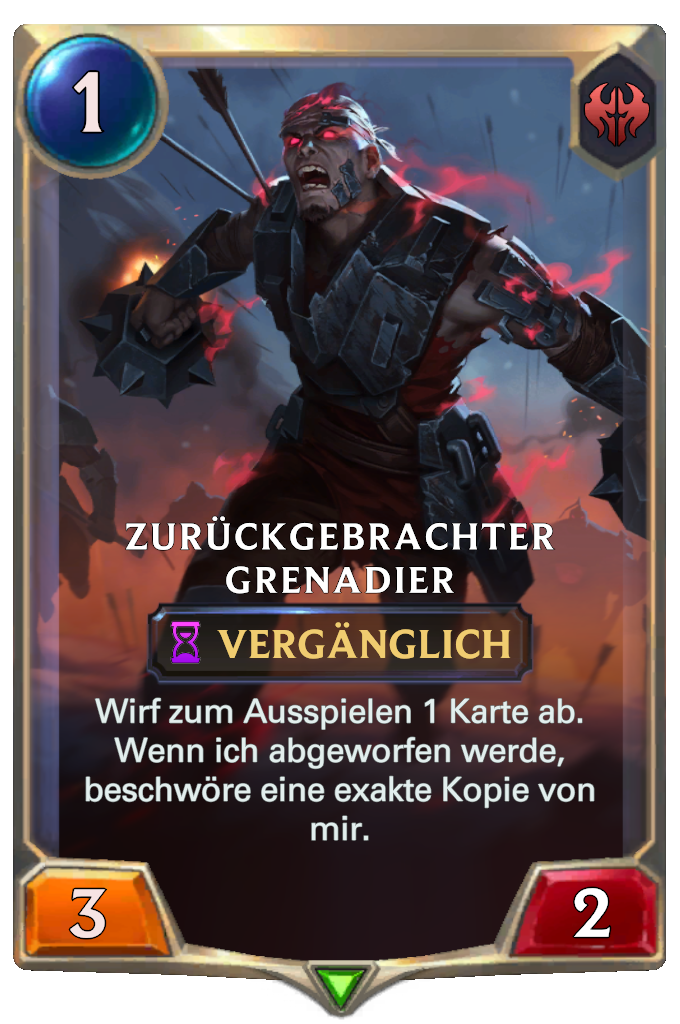 1
ZURÜCKGEBRACHTER
GRENADIER
VERGÄNGLICH
Wirf zum Ausspielen 1 Karte ab.
Wenn ich abgeworfen werde,
beschwöre eine exakte Kopie von
mir.
3
2